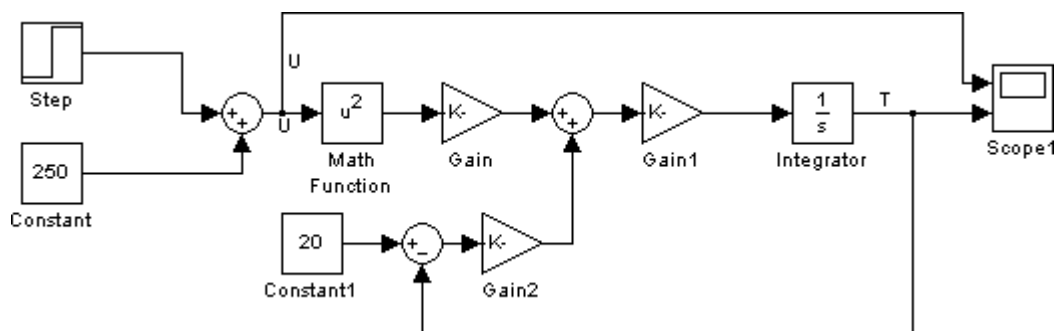 U
Step
+
+
U
u²
Math
Function
K-
Gain
+
+
K-
Gain1
1
s
Integrator
T
Scope1
250
Constant
20
Constant1
+
−
K-
Gain2